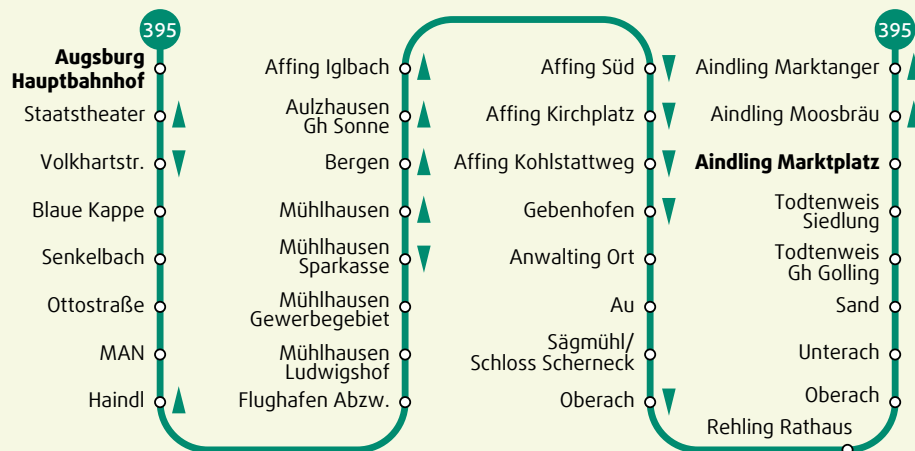 395
Augsburg
Hauptbahnhof
Staatstheater
Volkhartstr.
Blaue Kappe
Senkelbach
Ottostraße
MAN
Haindl
Affing Iglbach
Aulzhausen
Gh Sonne
Bergen
Mühlhausen
Mühlhausen
Sparkasse
Mühlhausen
Gewerbegebiet
Mühlhausen
Ludwigshof
Flughafen Abzw.
Affing Süd
Affing Kirchplatz
Affing Kohlstattweg
Gebenhofen
Anwalting Ort
Au
Sägmühl/
Schloss Scherneck
Oberach
395
Aindling Marktanger
Aindling Moosbräu
Aindling Marktplatz
Todtenweis
Siedlung
Todtenweis
Gh Golling
Sand
Unterach
Oberach
Rehling Rathaus